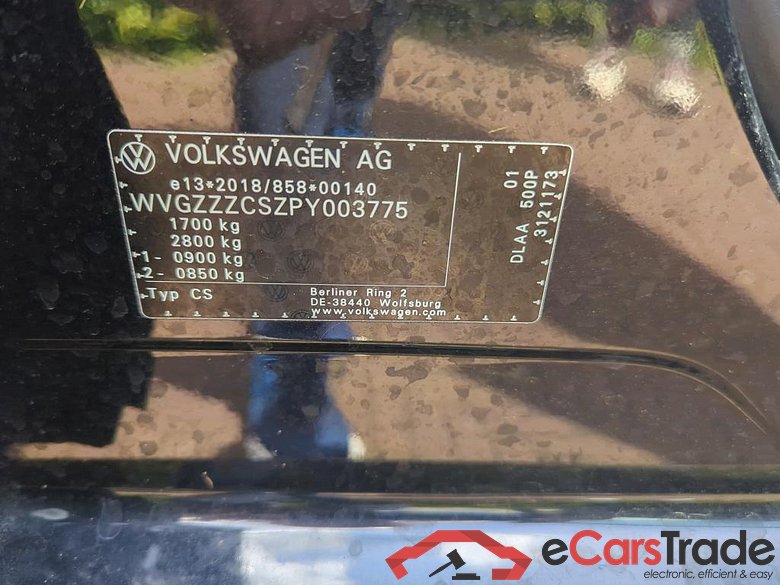 VOLKSWAGEN AG
e13*2018/858*00140
WVGZZZCSZPY003775
1700 kg
2800 kg
1- 0900 kg
2- 0850 kg
Typ CS
Berliner Ring 2
DE-38440 Wolfsburg
www.volkswagen.com
01
DLAA 500P
3121173
eCarsTrade
electronic, efficient & easy